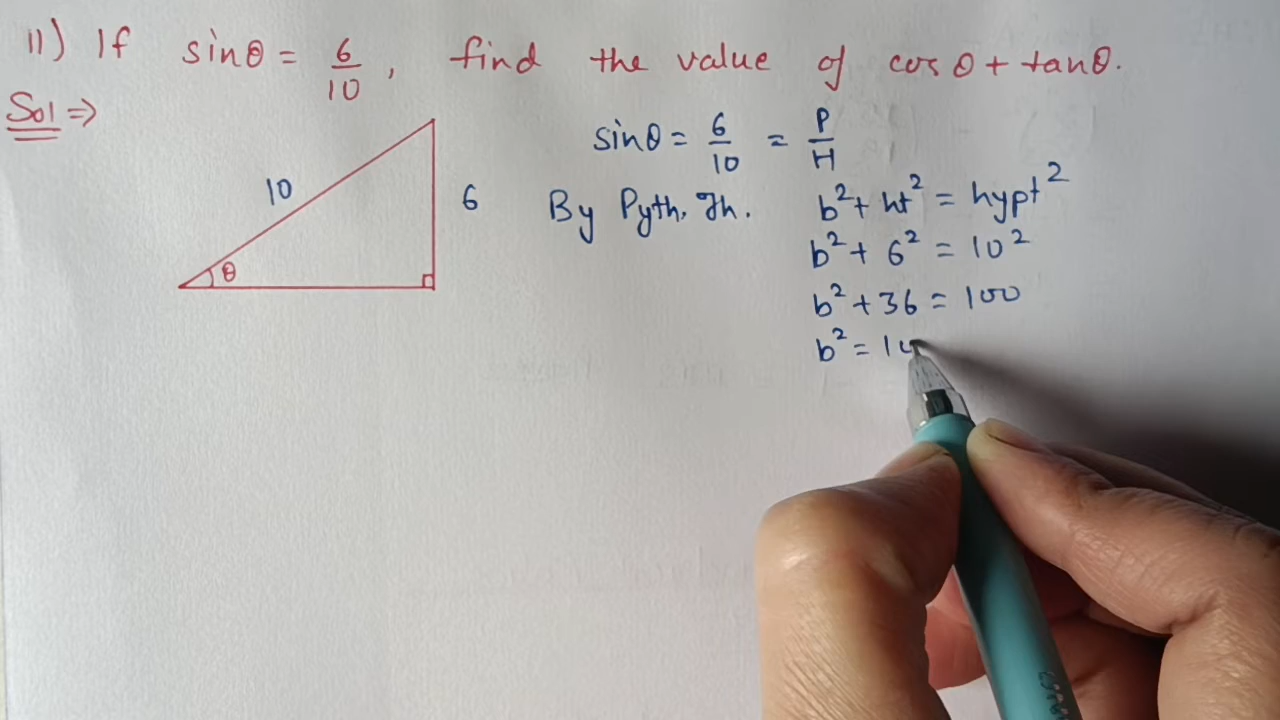 11) If sinθ = 6/10, find the value of cosθ + tanθ.
Sol ⇒
sinθ = 6/10 = P/H
10
6
θ
By Pyth. Th. b² + ht² = hypt²
b² + 6² = 10²
b² + 36 = 100
b² = 10